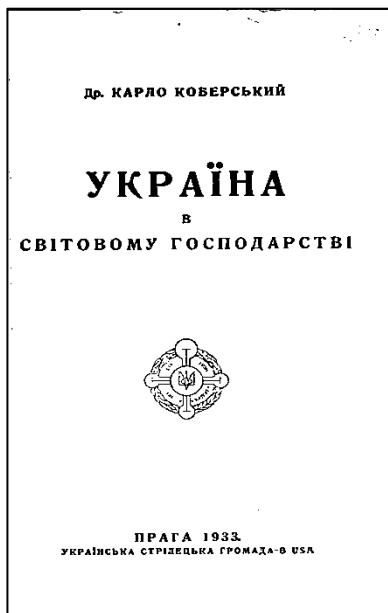 Др. КАРЛО КОБЕРСЬКИЙ
УКРАЇНА
В
СВІТОВОМУ ГОСПОДАРСТВІ
ПРАГА 1933.
УКРАЇНСЬКА СТРІЛЕЦЬКА ГРОМАДА-В USA